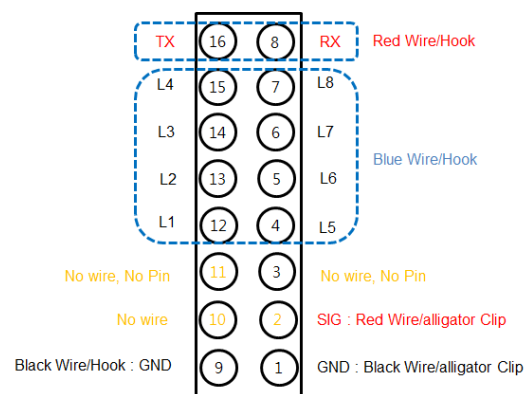 TX 16 8 RX Red Wire/Hook
L4 15 7 L8
L3 14 6 L7
Blue Wire/Hook
L2 13 5 L6
L1 12 4 L5
No wire, No Pin 11 3 No wire, No Pin
No wire 10 2 SIG : Red Wire/alligator Clip
Black Wire/Hook : GND 9 1 GND : Black Wire/alligator Clip